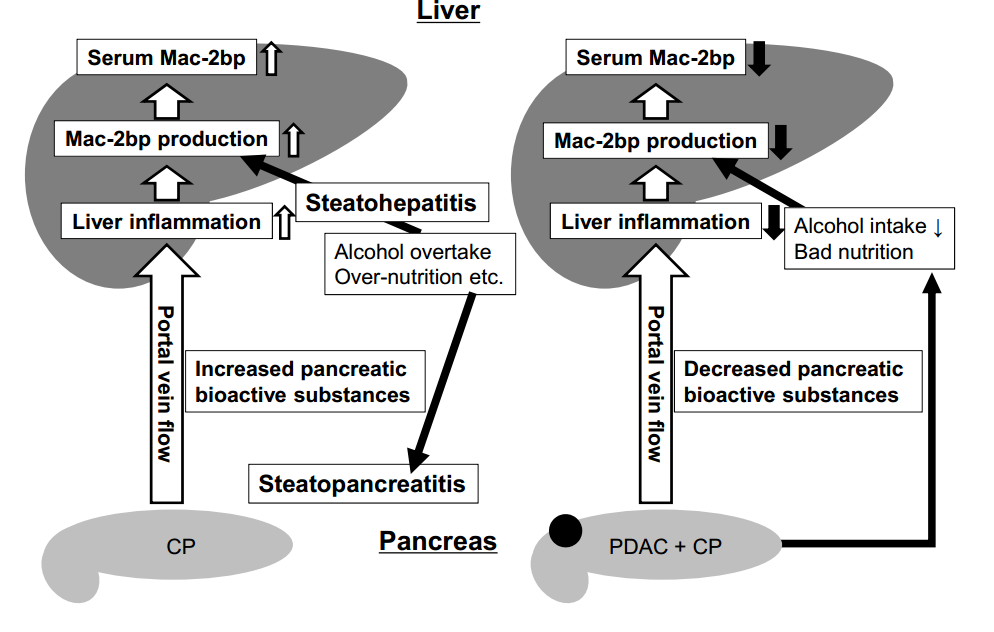 Liver
Serum Mac-2bp
Mac-2bp production
Liver inflammation
Steatohepatitis
Alcohol overtake
Over-nutrition etc.
Portal vein flow
Increased pancreatic
bioactive substances
Steatopancreatitis
CP
Serum Mac-2bp
Mac-2bp production
Liver inflammation
Alcohol intake ↓
Bad nutrition
Portal vein flow
Decreased pancreatic
bioactive substances
Pancreas
PDAC + CP